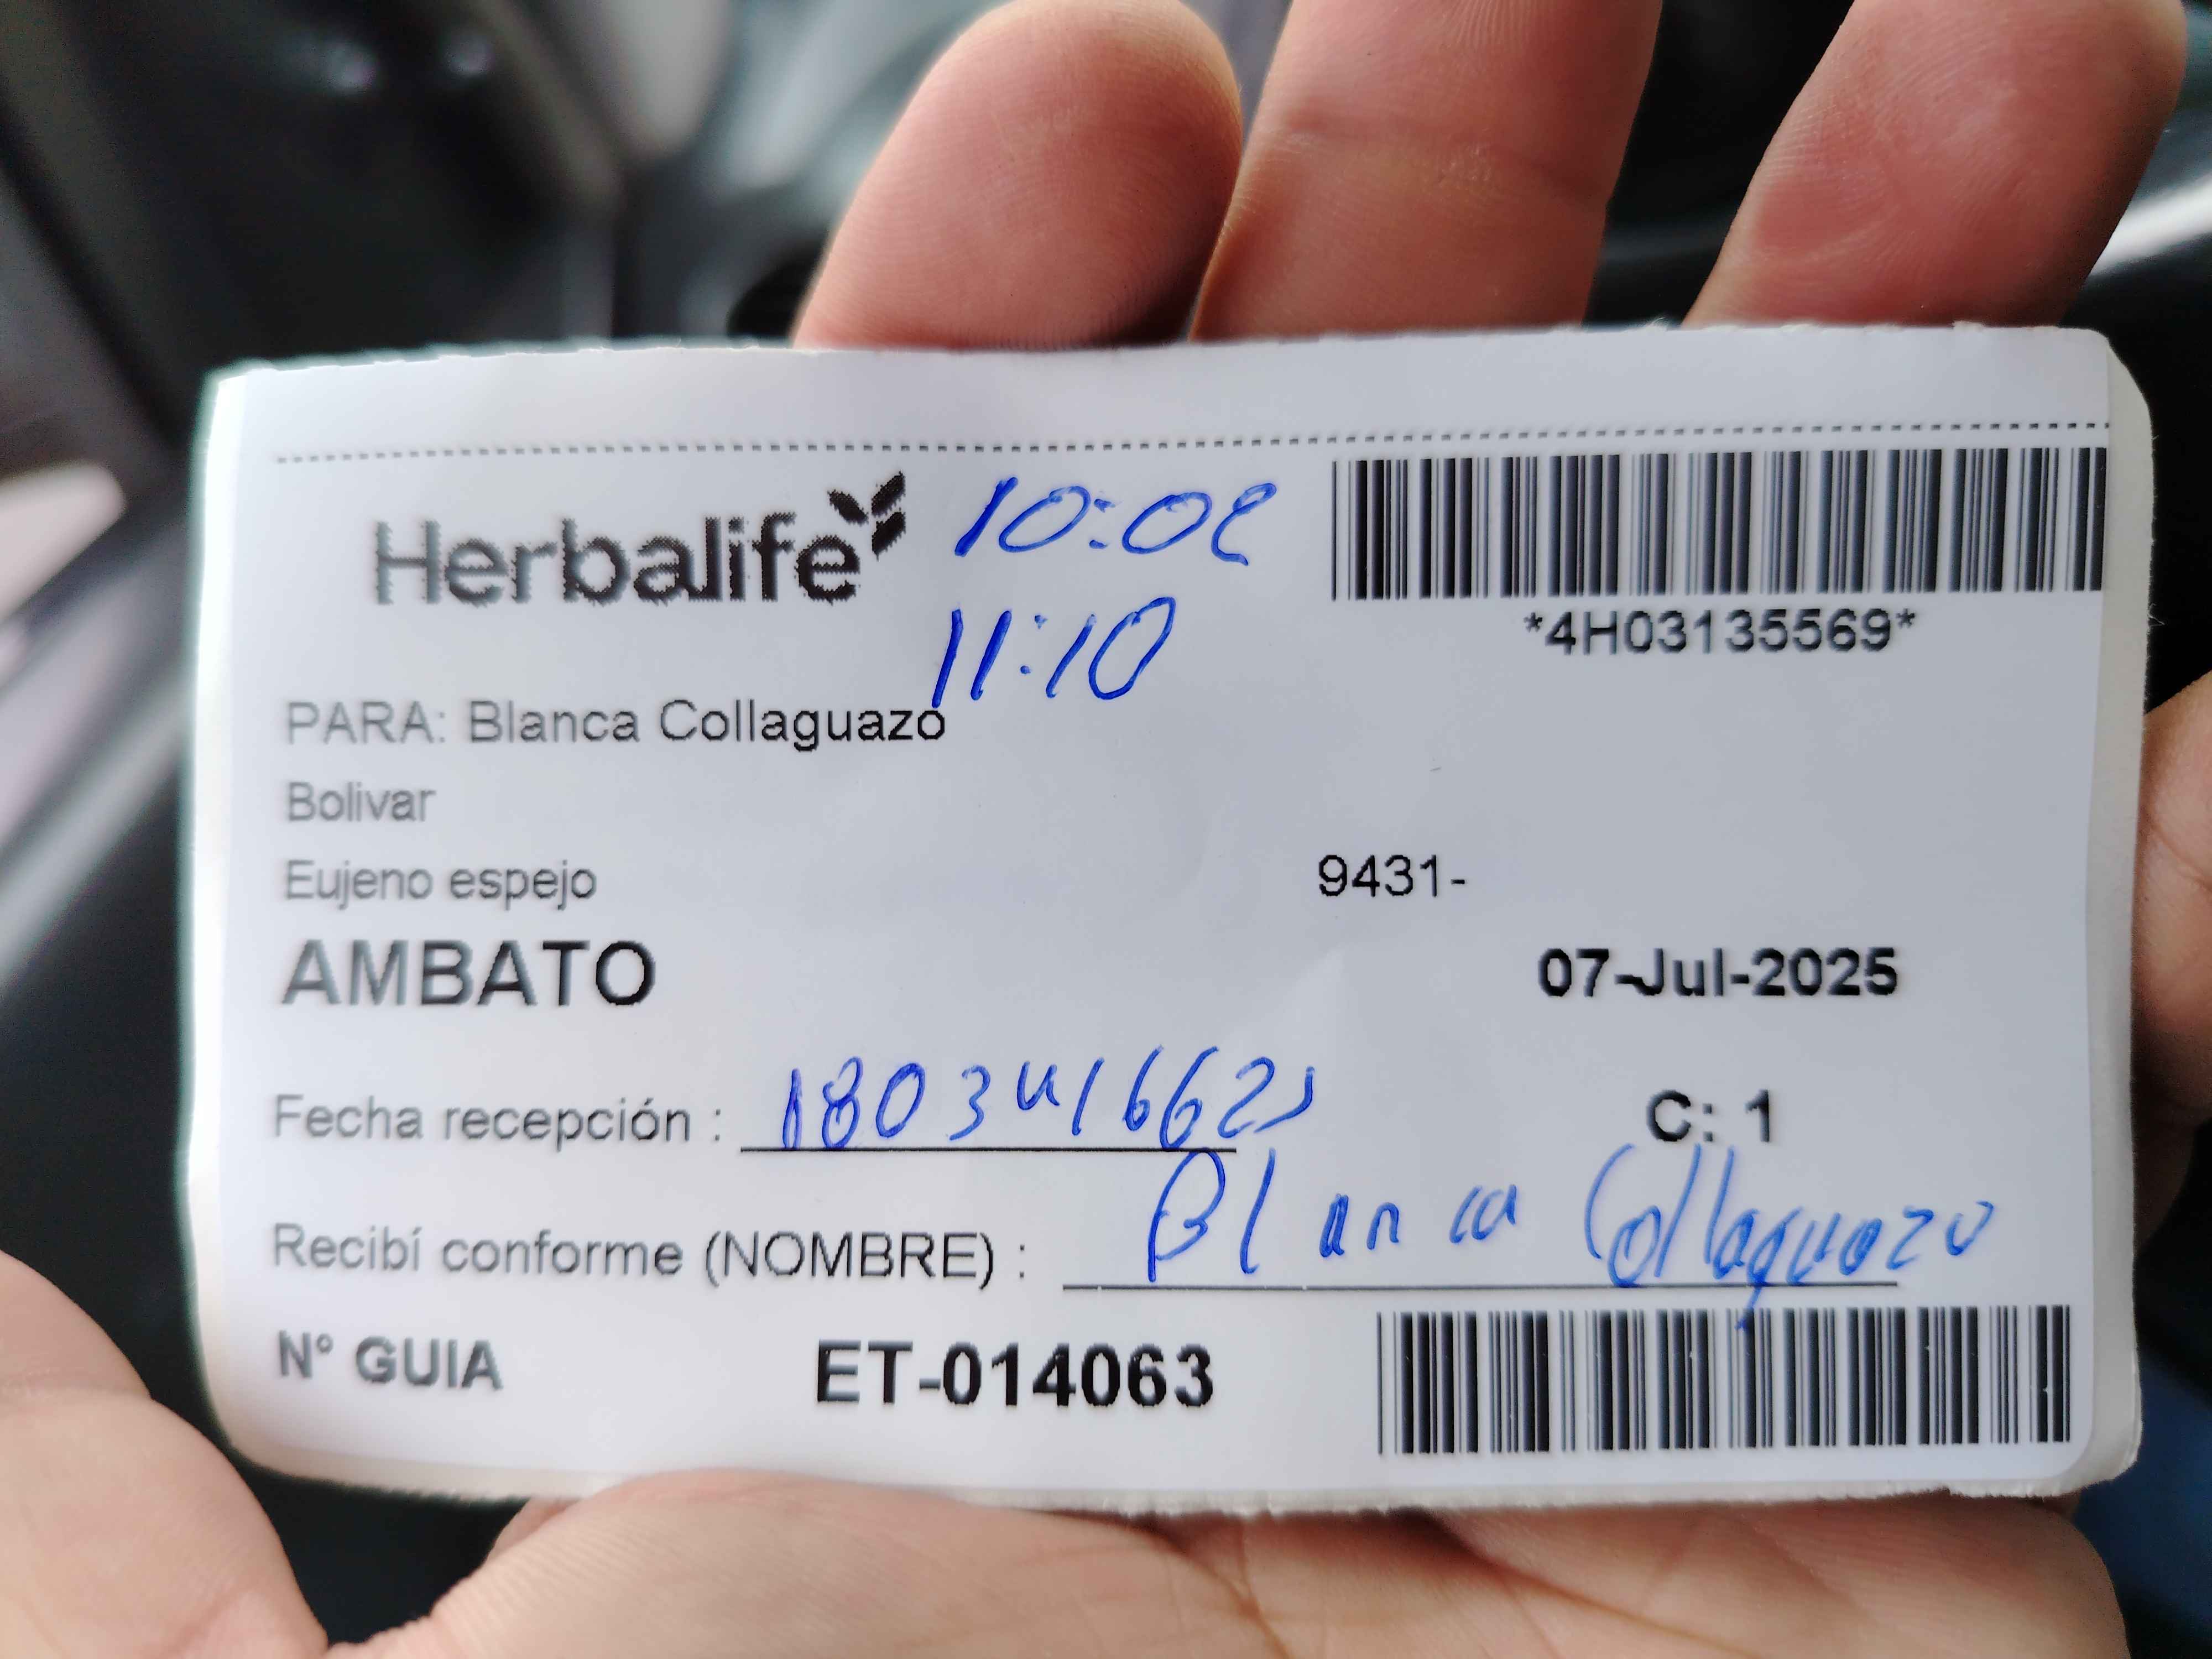 Herbalife 10:02
11:10
*4H03135569*
PARA: Blanca Collaguazo
Bolivar
Eujeno espejo 9431-
AMBATO 07-Jul-2025
Fecha recepción : 1803416625 C: 1
Recibí conforme (NOMBRE) : Blanca Collaguazo
N° GUIA ET-014063